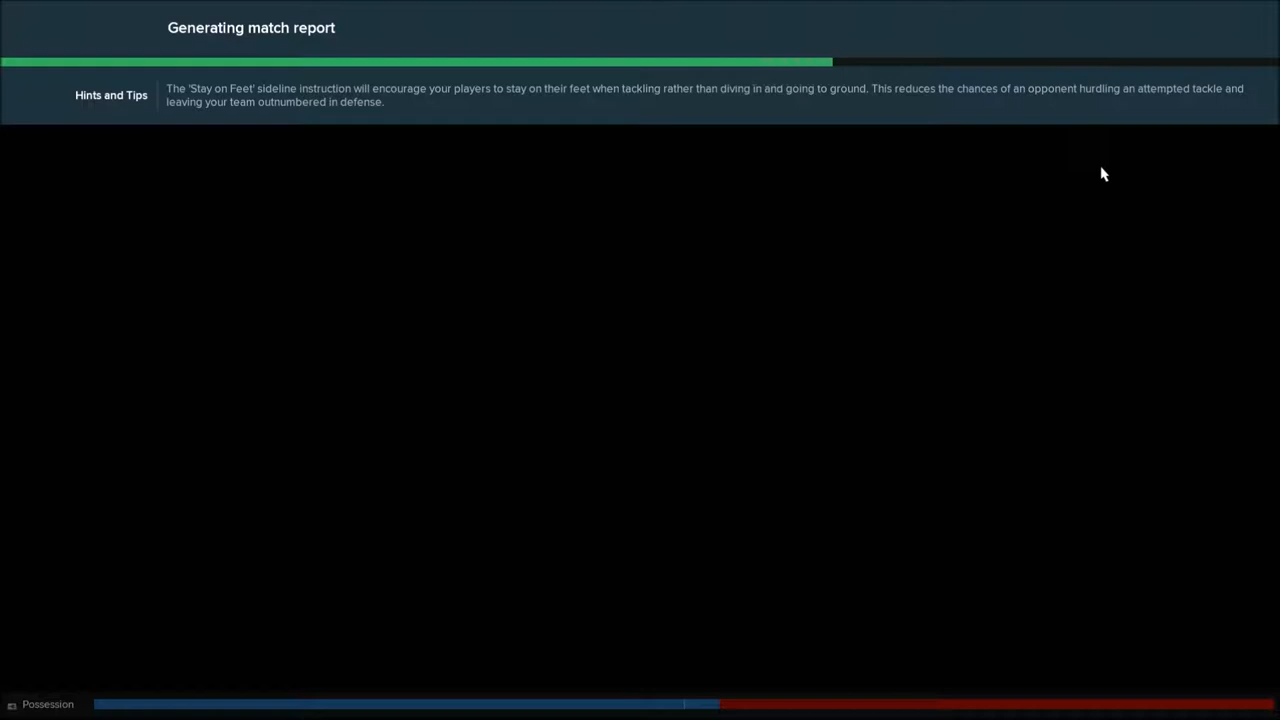 Generating match report
Hints and Tips
The 'Stay on Feet' sideline instruction will encourage your players to stay on their feet when tackling rather than diving in and going to ground. This reduces the chances of an opponent hurdling an attempted tackle and
leaving your team outnumbered in defense.
Possession